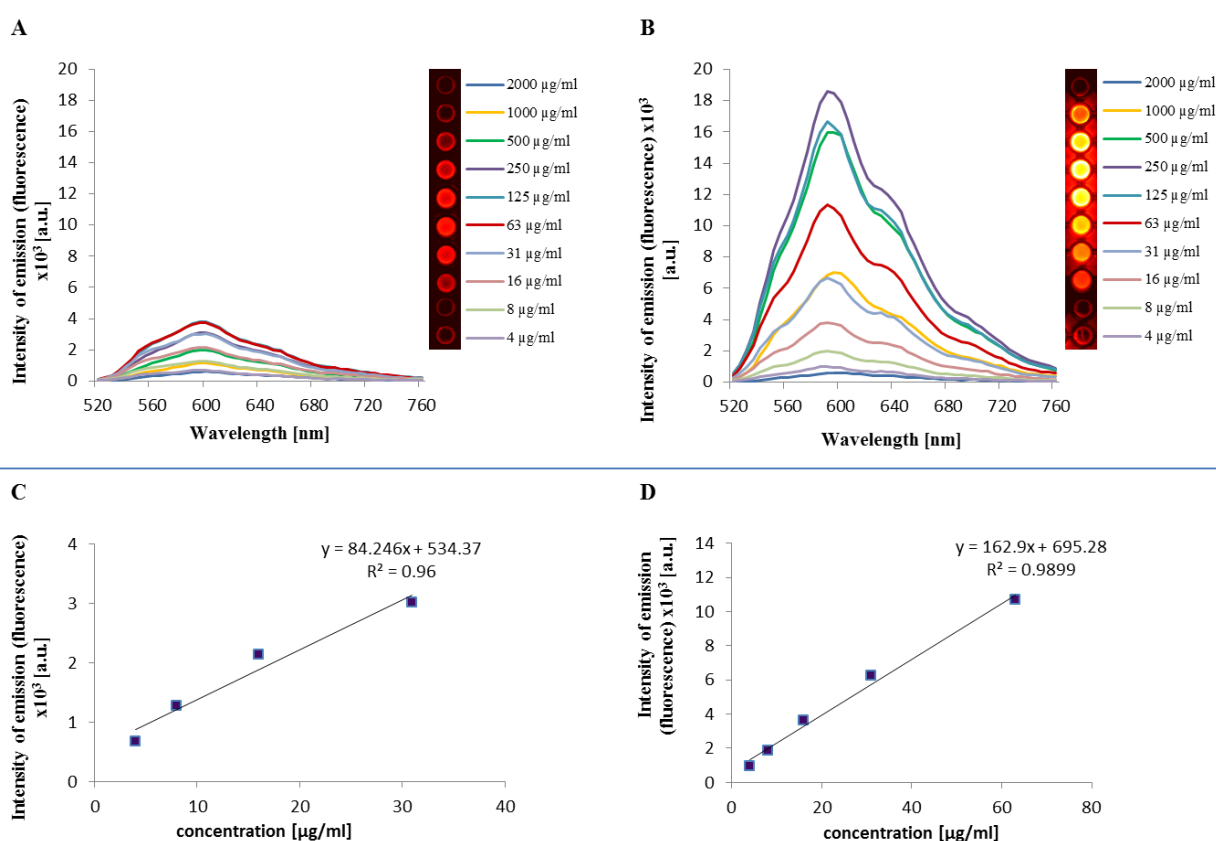 A
Intensity of emission (fluorescence)
x10³ [a.u.]
20
18
16
14
12
10
8
6
4
2
0
520 560 600 640 680 720 760
Wavelength [nm]
2000 µg/ml
1000 µg/ml
500 µg/ml
250 µg/ml
125 µg/ml
63 µg/ml
31 µg/ml
16 µg/ml
8 µg/ml
4 µg/ml
B
Intensity of emission (fluorescence) x10³
[a.u.]
20
18
16
14
12
10
8
6
4
2
0
520 560 600 640 680 720 760
Wavelength [nm]
2000 µg/ml
1000 µg/ml
500 µg/ml
250 µg/ml
125 µg/ml
63 µg/ml
31 µg/ml
16 µg/ml
8 µg/ml
4 µg/ml
C
Intensity of emission (fluorescence)
x10³ [a.u.]
4
3
2
1
0
y = 84.246x + 534.37
R² = 0.96
0 10 20 30 40
concentration [µg/ml]
D
Intensity of emission
(fluorescence) x10³ [a.u.]
14
12
10
8
6
4
2
0
y = 162.9x + 695.28
R² = 0.9899
0 20 40 60 80
concentration [µg/ml]